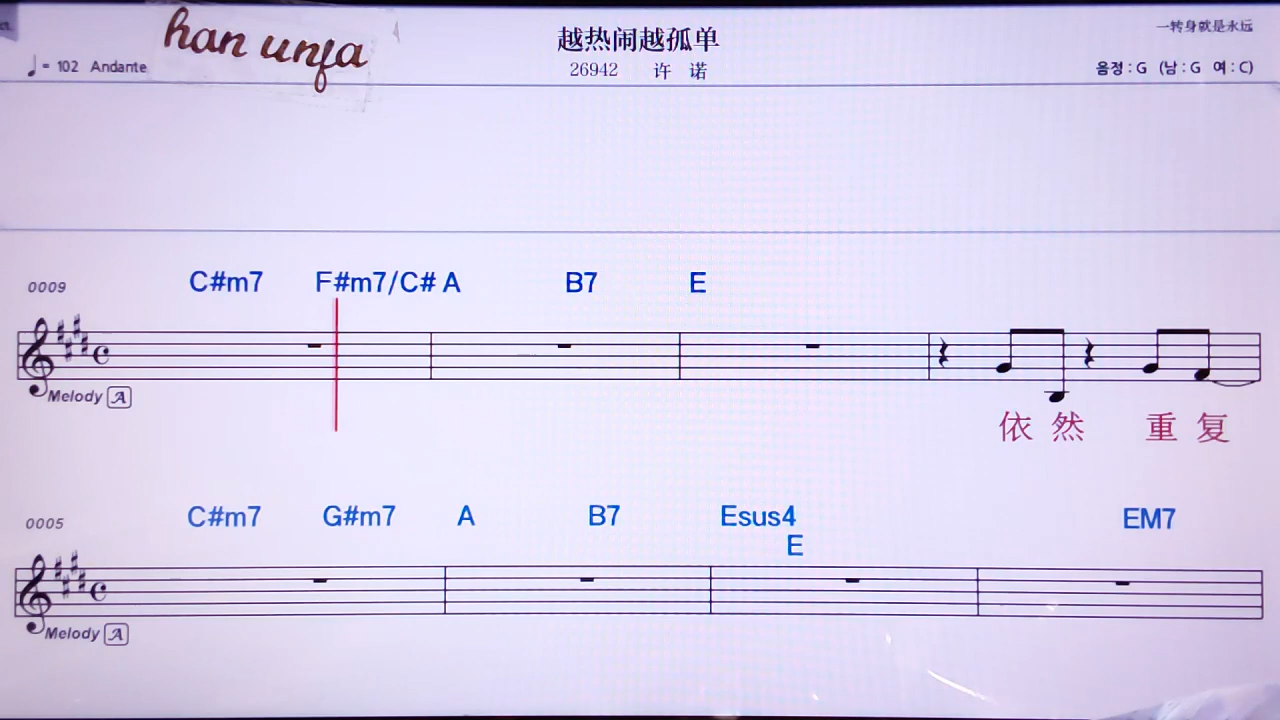 han unfa
越热闹越孤单
一转身就是永远
♩= 102 Andante
26942 许诺
음정 : G (남 : G 여 : C)
0009 C#m7 F#m7/C# A B7 E
Melody A
依然 重复
0005 C#m7 G#m7 A B7 Esus4 EM7
E
Melody A